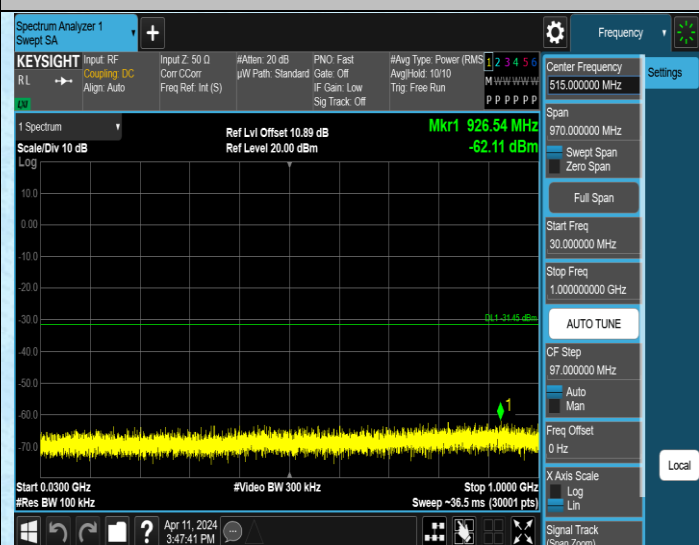 Spectrum Analyzer 1
Swept SA
+
Frequency
KEYSIGHT
RL
LXI
Input: RF
Coupling: DC
Align: Auto
Input Z: 50 Ω
Corr CCorr
Freq Ref: Int (S)
#Atten: 20 dB
µW Path: Standard
PNO: Fast
Gate: Off
IF Gain: Low
Sig Track: Off
#Avg Type: Power (RMS
Avg|Hold: 10/10
Trig: Free Run
1 2 3 4 5 6
M W W W W W
P P P P P P
1 Spectrum
Scale/Div 10 dB
Log
Ref Lvl Offset 10.89 dB
Ref Level 20.00 dBm
Mkr1 926.54 MHz
-62.11 dBm
10.0
0.00
-10.0
-20.0
-30.0
DL1 -31.45 dBm
-40.0
-50.0
-60.0
1
-70.0
Start 0.0300 GHz
#Res BW 100 kHz
#Video BW 300 kHz
Stop 1.0000 GHz
Sweep ~36.5 ms (30001 pts)
?
Apr 11, 2024
3:47:41 PM
Center Frequency
515.000000 MHz
Span
970.000000 MHz
Swept Span
Zero Span
Full Span
Start Freq
30.000000 MHz
Stop Freq
1.000000000 GHz
AUTO TUNE
CF Step
97.000000 MHz
Auto
Man
Freq Offset
0 Hz
X Axis Scale
Log
Lin
Signal Track
(Span Zoom)
Settings
Local